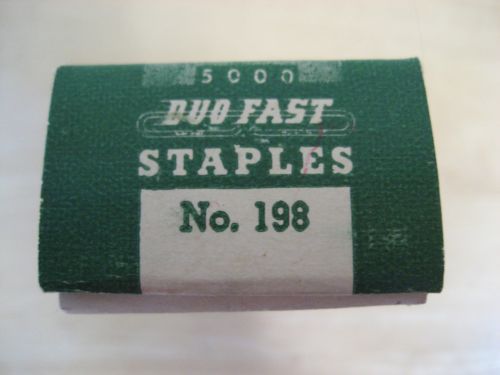 5000
DUO FAST
STAPLES
No. 198